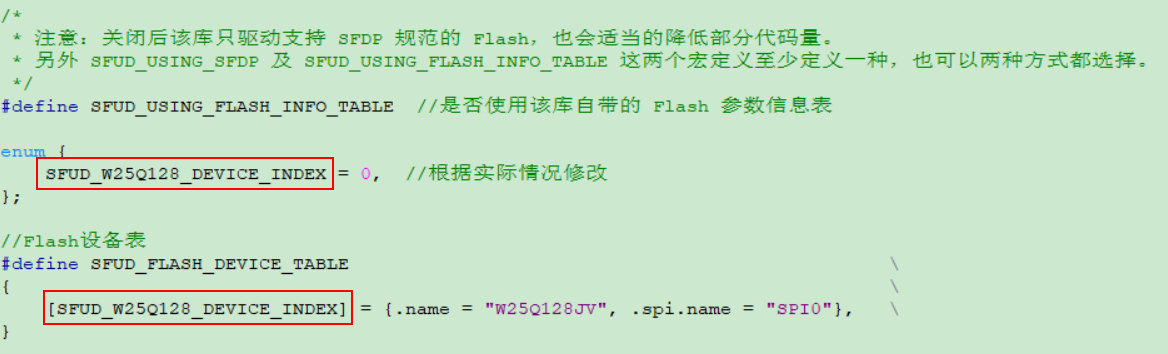 /*
 * 注意：关闭后该库只驱动支持 SFDP 规范的 Flash，也会适当的降低部分代码量。
 * 另外 SFUD_USING_SFDP 及 SFUD_USING_FLASH_INFO_TABLE 这两个宏定义至少定义一种，也可以两种方式都选择。
 */
#define SFUD_USING_FLASH_INFO_TABLE  //是否使用该库自带的 Flash 参数信息表
enum {
    SFUD_W25Q128_DEVICE_INDEX = 0,  //根据实际情况修改
};
//Flash设备表
#define SFUD_FLASH_DEVICE_TABLE \
{ \
    [SFUD_W25Q128_DEVICE_INDEX] = {.name = "W25Q128JV", .spi.name = "SPI0"}, \
}